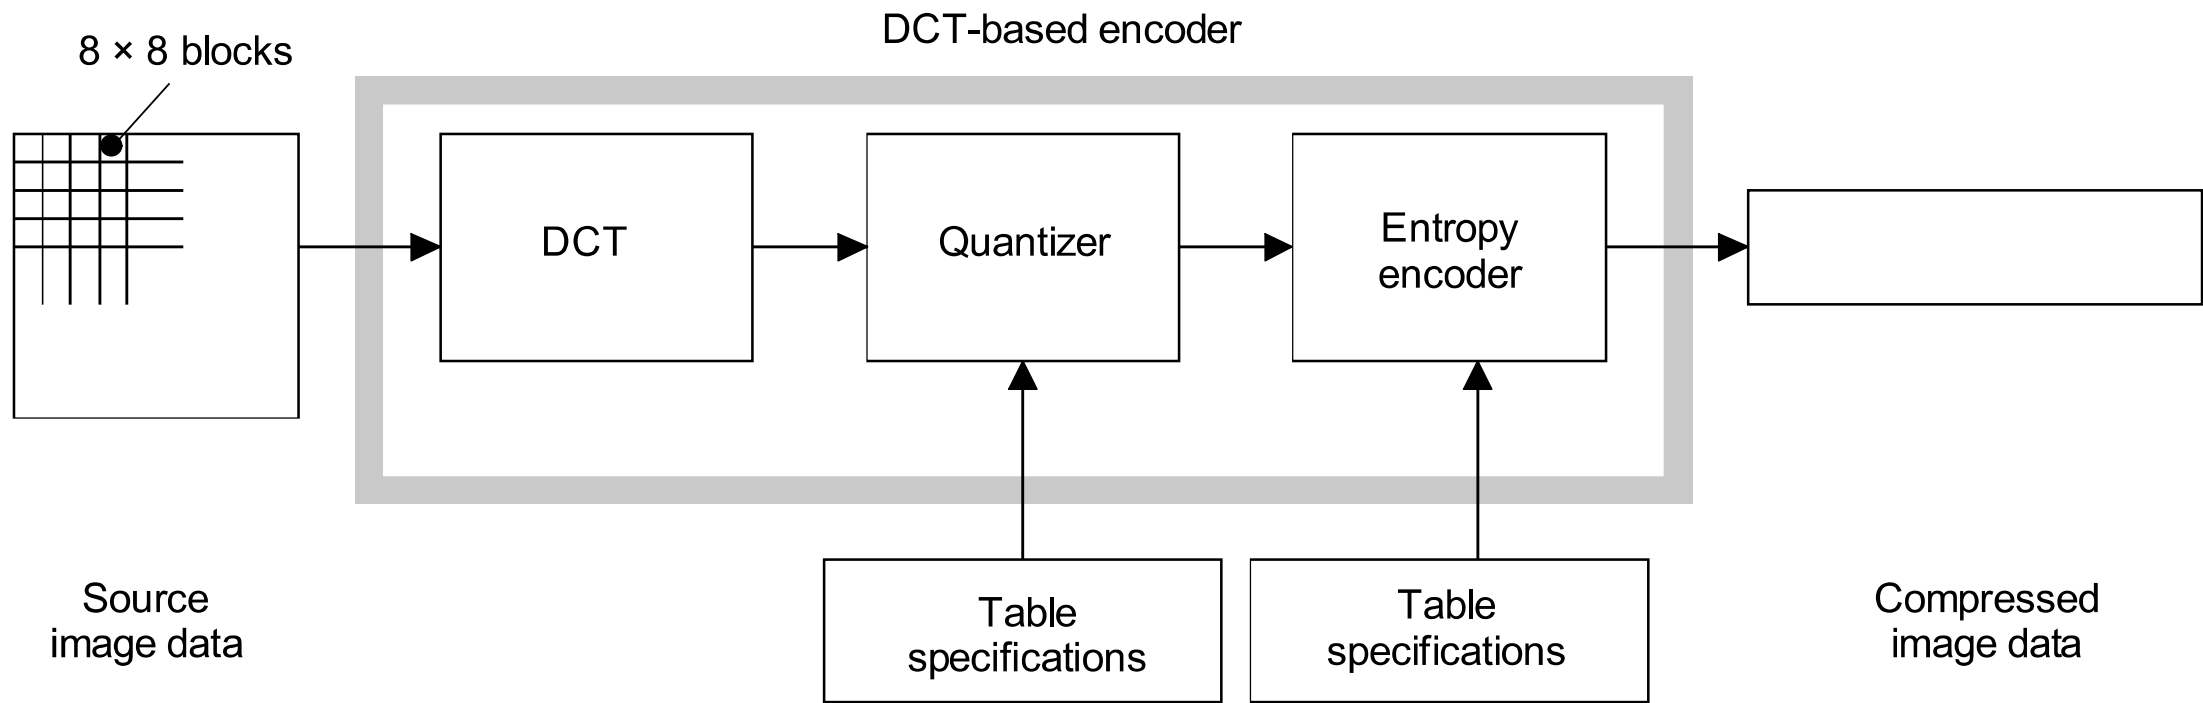 DCT-based encoder
8 × 8 blocks
DCT
Quantizer
Entropy
encoder
Source
image data
Table
specifications
Table
specifications
Compressed
image data